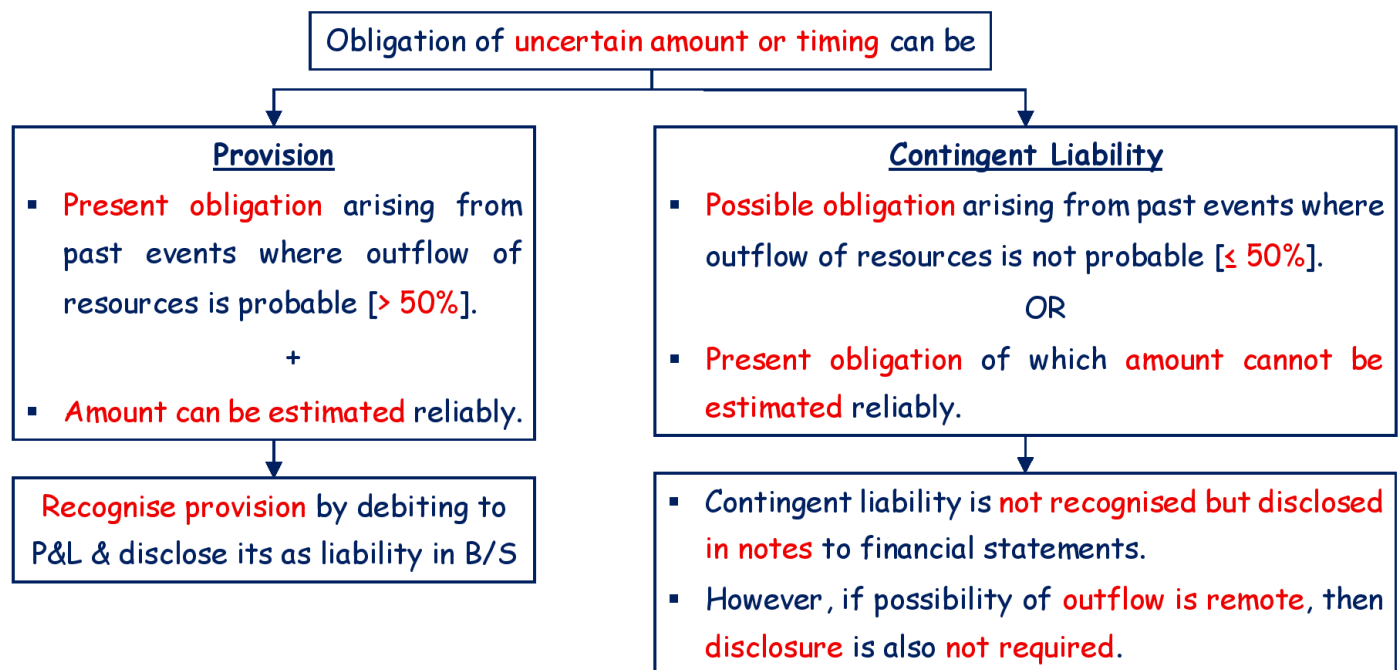 Obligation of uncertain amount or timing can be
Provision
▪ Present obligation arising from
past events where outflow of
resources is probable [> 50%].
+
▪ Amount can be estimated reliably.
Recognise provision by debiting to
P&L & disclose its as liability in B/S
Contingent Liability
▪ Possible obligation arising from past events where
outflow of resources is not probable [≤ 50%].
OR
▪ Present obligation of which amount cannot be
estimated reliably.
▪ Contingent liability is not recognised but disclosed
in notes to financial statements.
▪ However, if possibility of outflow is remote, then
disclosure is also not required.